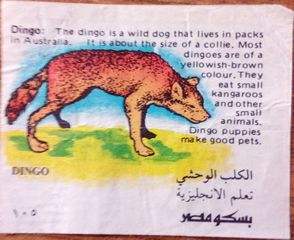 Dingo: The dingo is a wild dog that lives in packs
in Australia. It is about the size of a collie. Most
dingoes are of a
yellowish-brown
colour. They
eat small
kangaroos
and other
small
animals.
Dingo puppies
make good pets.
DINGO
الكلب الوحشي
تعلم الانجليزية
١٠٥
بسكو مصر